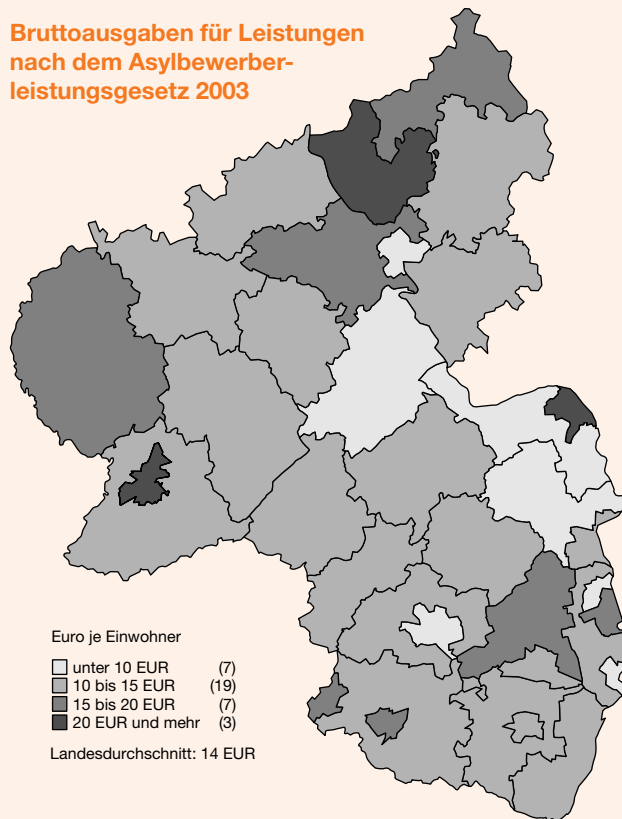 Bruttoausgaben für Leistungen
nach dem Asylbewerber-
leistungsgesetz 2003
Euro je Einwohner
unter 10 EUR (7)
10 bis 15 EUR (19)
15 bis 20 EUR (7)
20 EUR und mehr (3)
Landesdurchschnitt: 14 EUR